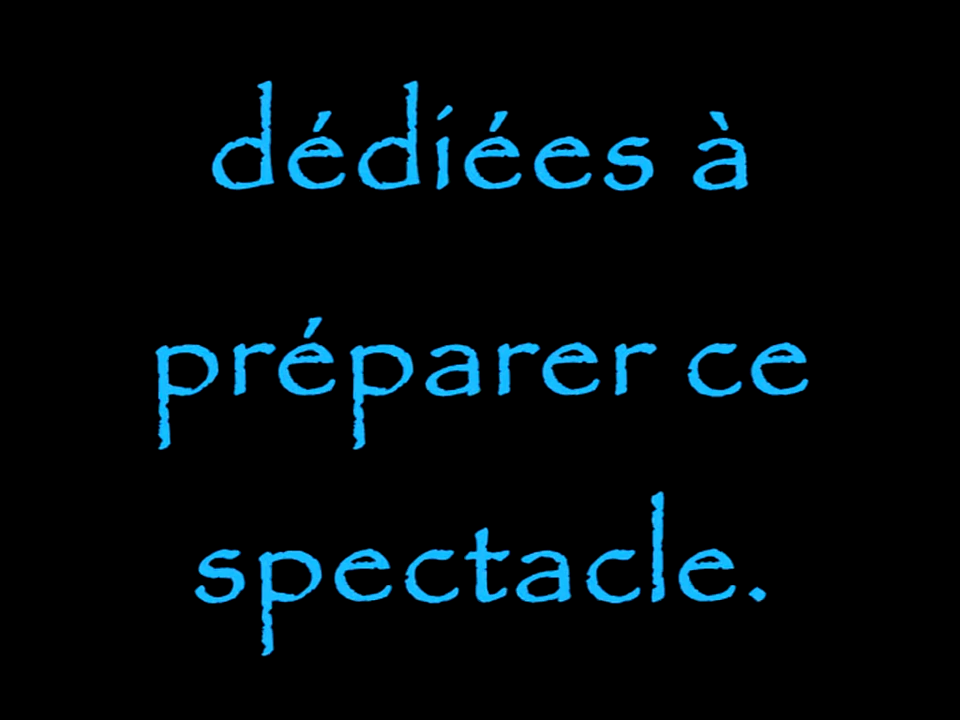 dédiées à
préparer ce
spectacle.